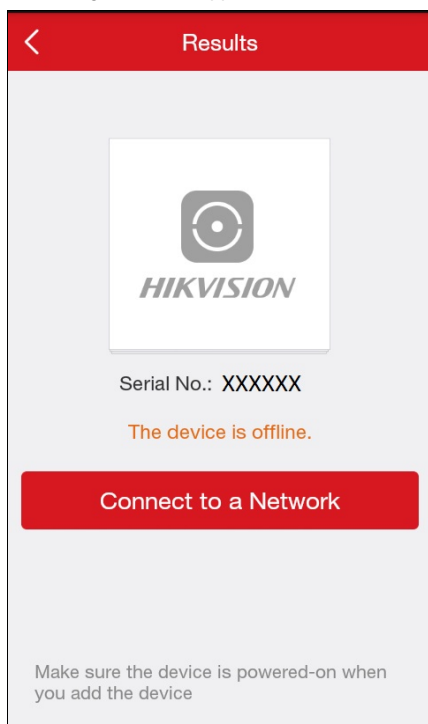 Results
HIKVISION
Serial No.: XXXXXX
The device is offline.
Connect to a Network
Make sure the device is powered-on when
you add the device